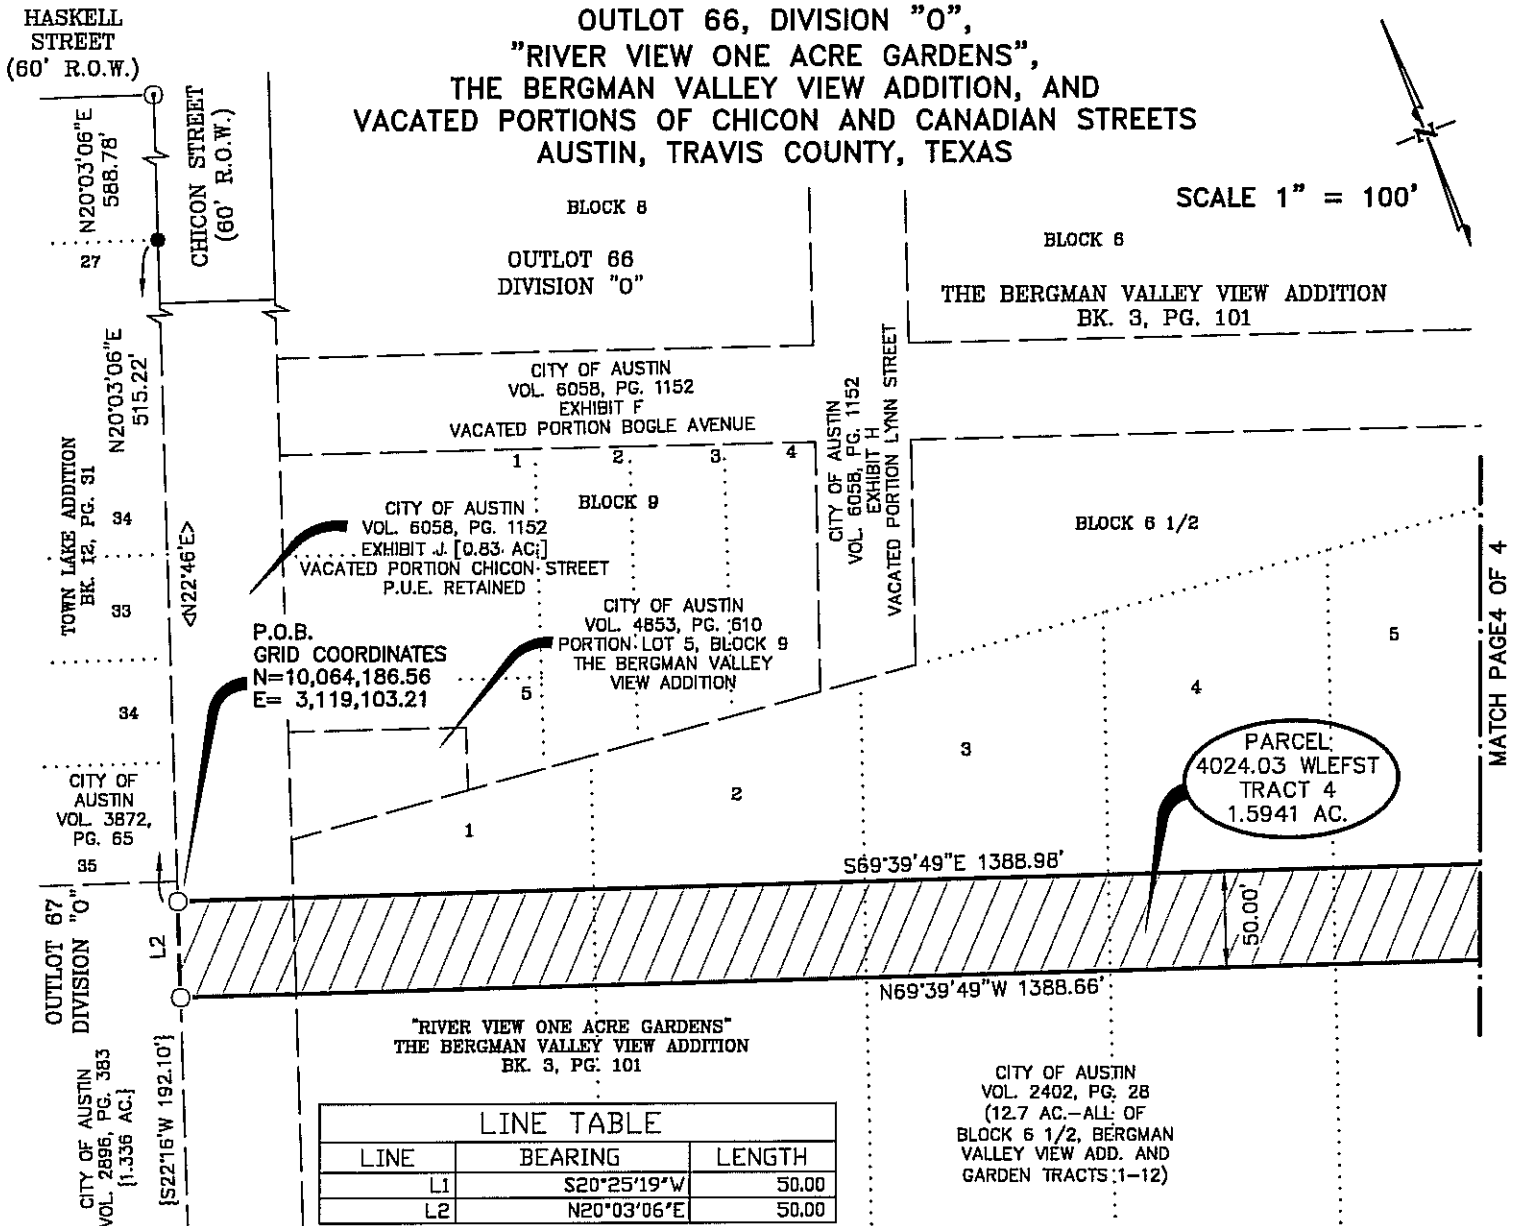 HASKELL
STREET
(60' R.O.W.)
OUTLOT 66, DIVISION "O",
"RIVER VIEW ONE ACRE GARDENS",
THE BERGMAN VALLEY VIEW ADDITION, AND
VACATED PORTIONS OF CHICON AND CANADIAN STREETS
AUSTIN, TRAVIS COUNTY, TEXAS
N
SCALE 1" = 100'
N20°03'06"E
588.78'
CHICON STREET
(60' R.O.W.)
27
BLOCK 8
OUTLOT 66
DIVISION "O"
BLOCK 6
THE BERGMAN VALLEY VIEW ADDITION
BK. 3, PG. 101
N20°03'06"E
515.22'
CITY OF AUSTIN
VOL. 6058, PG. 1152
EXHIBIT F
VACATED PORTION BOGLE AVENUE
CITY OF AUSTIN
VOL. 6058, PG. 1152
EXHIBIT H
VACATED PORTION LYNN STREET
TOWN LAKE ADDITION
BK. 12, PG. 31
34
33
34
<N22°46'E>
1
2
3
4
BLOCK 9
CITY OF AUSTIN
VOL. 6058, PG. 1152
EXHIBIT J [0.83 AC.]
VACATED PORTION CHICON STREET
P.U.E. RETAINED
BLOCK 6 1/2
CITY OF AUSTIN
VOL. 4853, PG. 610
PORTION LOT 5, BLOCK 9
THE BERGMAN VALLEY
VIEW ADDITION
P.O.B.
GRID COORDINATES
N=10,064,186.56
E= 3,119,103.21
5
MATCH PAGE4 OF 4
1
2
3
4
5
PARCEL
4024.03 WLEFST
TRACT 4
1.5941 AC.
CITY OF
AUSTIN
VOL. 3872,
PG. 65
35
S69°39'49"E 1388.98'
50.00'
OUTLOT 67
DIVISION "O"
L2
N69°39'49"W 1388.66'
"RIVER VIEW ONE ACRE GARDENS"
THE BERGMAN VALLEY VIEW ADDITION
BK. 3, PG. 101
CITY OF AUSTIN
VOL. 2896, PG. 383
[1.336 AC.]
[S22°16'W 192.10']
CITY OF AUSTIN
VOL. 2402, PG. 28
(12.7 AC.-ALL OF
BLOCK 6 1/2, BERGMAN
VALLEY VIEW ADD. AND
GARDEN TRACTS 1-12)
LINE TABLE
LINE BEARING LENGTH
L1 S20°25'19"W 50.00
L2 N20°03'06"E 50.00